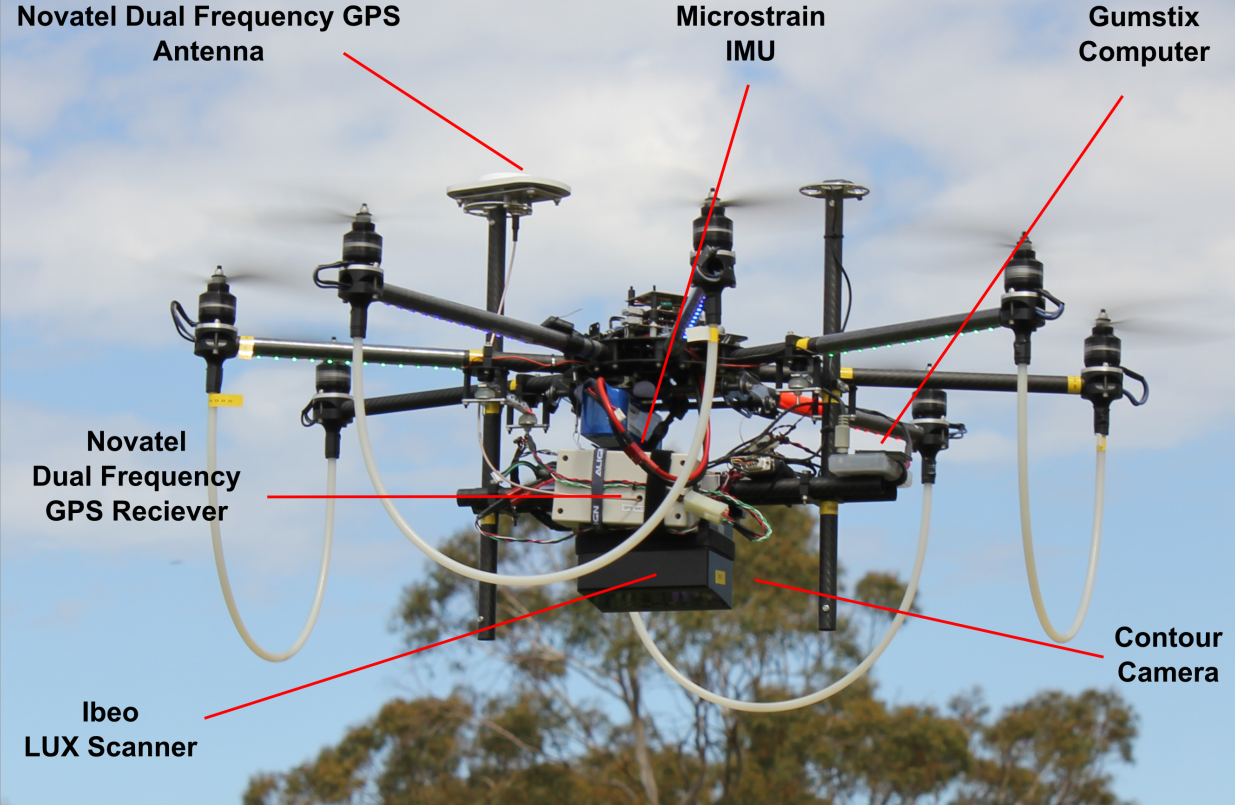 Novatel Dual Frequency GPS
Antenna
Microstrain
IMU
Gumstix
Computer
Novatel
Dual Frequency
GPS Reciever
Contour
Camera
Ibeo
LUX Scanner